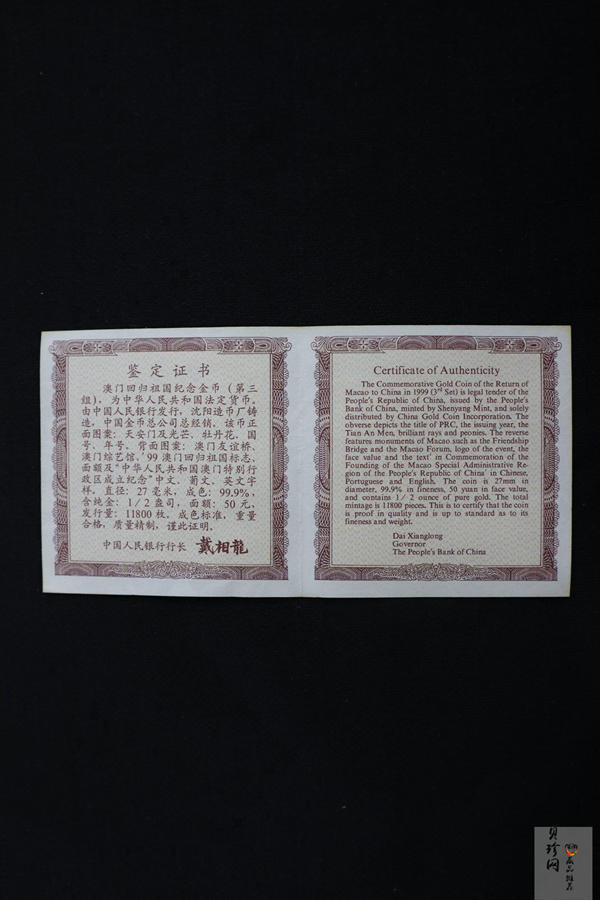 鉴定证书
澳门回归祖国纪念金币（第三
组），为中华人民共和国法定货币。
由中国人民银行发行，沈阳造币厂铸
造，中国金币总公司总经销，该币正
面图案：天安门及光芒、牡丹花、国
号、年号，背面图案：澳门友谊桥、
澳门综艺馆、'99澳门回归祖国标志、
面额及“中华人民共和国澳门特别行
政区成立纪念”中文、葡文、英文字
样，直径：27毫米，成色：99.9%，
含纯金：1/2盎司，面额：50元，
发行量：11800枚，成色标准，重量
合格，质量精制，谨此证明。
中国人民银行行长 戴相龍
Certificate of Authenticity
The Commemorative Gold Coin of the Return of
Macao to China in 1999 (3rd Set) is legal tender of the
People's Republic of China, issued by the People's
Bank of China, minted by Shenyang Mint, and solely
distributed by China Gold Coin Incorporation. The
obverse depicts the title of PRC, the issuing year, the
Tian An Men, brilliant rays and peonies. The reverse
features monuments of Macao such as the Friendship
Bridge and the Macao Forum, logo of the event, the
face value and the text' in Commemoration of the
Founding of the Macao Special Administrative Re-
gion of the People's Republic of China' in Chinese,
Portuguese and English. The coin is 27mm in
diameter, 99.9% in fineness, 50 yuan in face value,
and contains 1/2 ounce of pure gold. The total
mintage is 11800 pieces. This is to certify that the coin
is proof in quality and is up to standard as to its
fineness and weight.
Dai Xianglong
Governor
The People's Bank of China
贝珍网